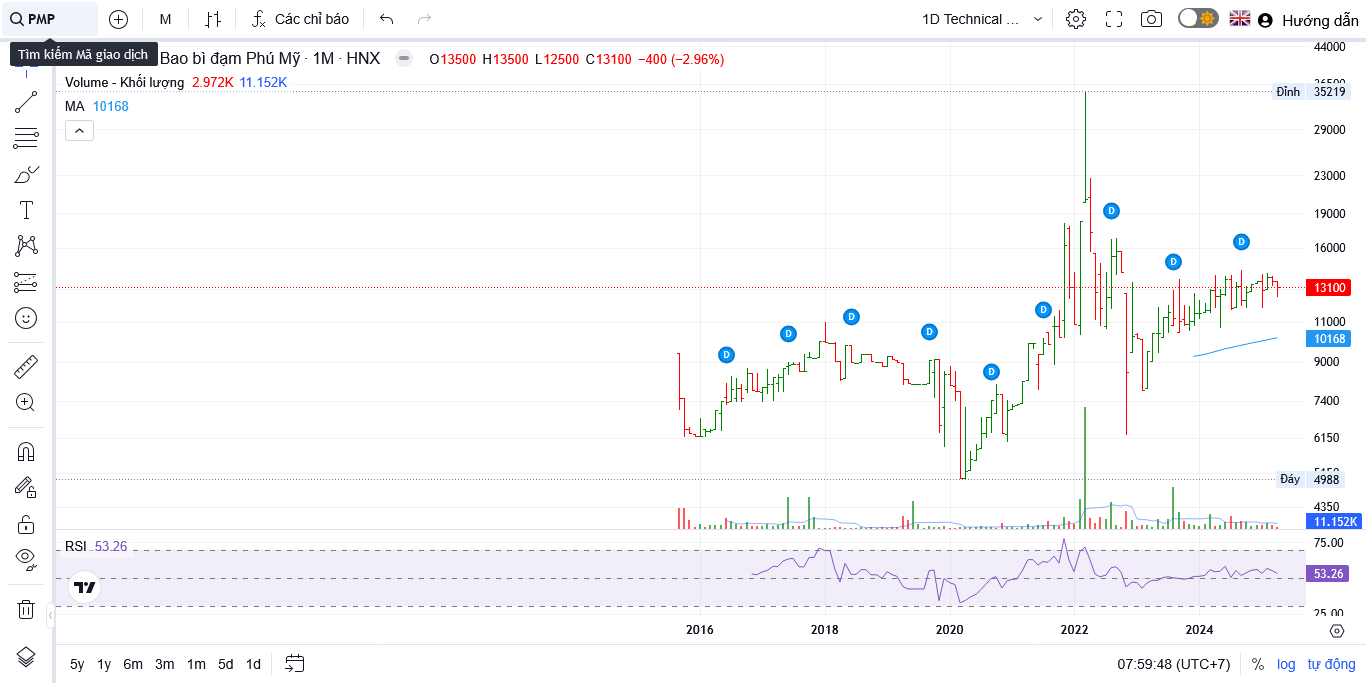 PMP M Các chỉ báo 1D Technical ... Hướng dẫn
Tìm kiếm Mã giao dịch Bao bì đạm Phú Mỹ · 1M · HNX O13500 H13500 L12500 C13100 −400 (−2.96%)
Volume - Khối lượng 2.972K 11.152K
MA 10168
44000
Đỉnh 35219
29000
23000
D
19000
D
16000
D
13100
D
D
11000
D
D
10168
D
9000
D
7400
6150
Đáy 4988
4350
11.152K
75.00
RSI 53.26
53.26
25.00
2016 2018 2020 2022 2024
5y 1y 6m 3m 1m 5d 1d 07:59:48 (UTC+7) % log tự động